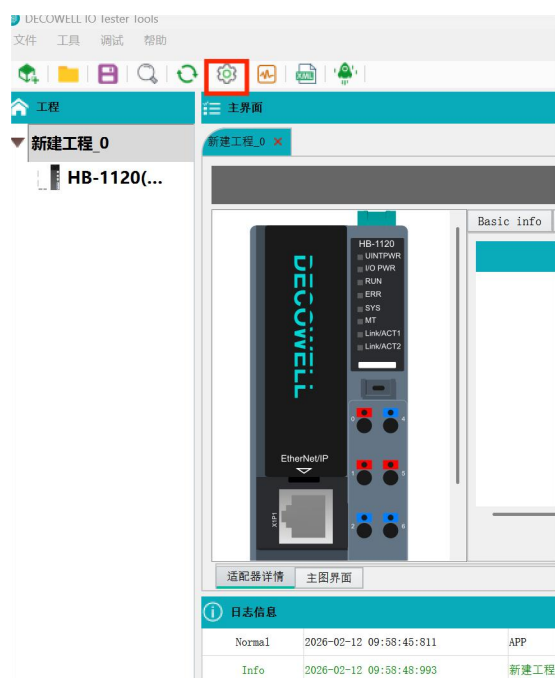 DECOWELL IO Tester Tools
文件 工具 调试 帮助
XML
工程
主界面
新建工程_0
新建工程_0 ×
HB-1120(...
Basic info
HB-1120
UINTPWR
I/O PWR
RUN
ERR
SYS
MT
Link/ACT1
Link/ACT2
DECOWELL
0 4
EtherNet/IP
1 5
X1P1
2 6
适配器详情 主图界面
日志信息
Normal 2026-02-12 09:58:45:811 APP
Info 2026-02-12 09:58:48:993 新建工程